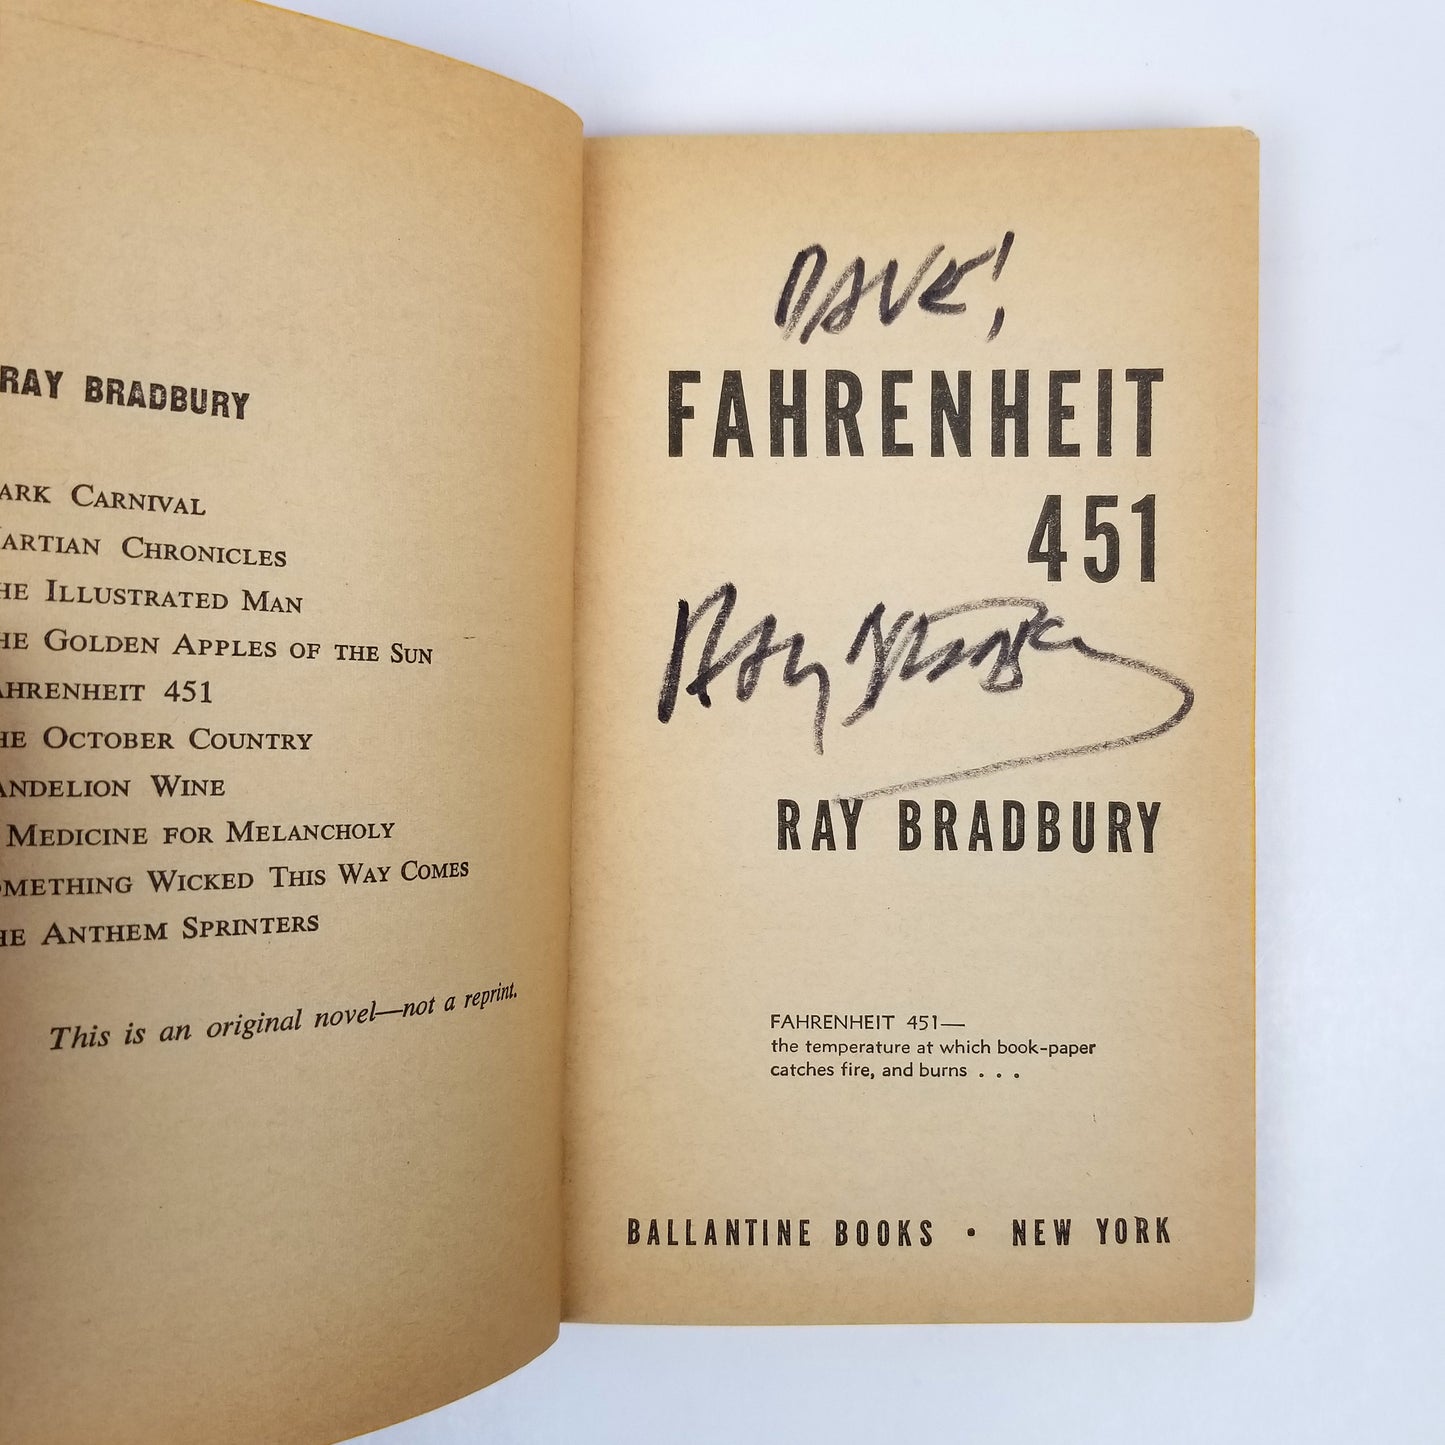 RAY BRADBURY
ARK CARNIVAL
ARTIAN CHRONICLES
HE ILLUSTRATED MAN
HE GOLDEN APPLES OF THE SUN
AHRENHEIT 451
HE OCTOBER COUNTRY
ANDELION WINE
MEDICINE FOR MELANCHOLY
OMETHING WICKED THIS WAY COMES
HE ANTHEM SPRINTERS
This is an original novel—not a reprint.
DAVE!
FAHRENHEIT
451
Ray Bradbury
RAY BRADBURY
FAHRENHEIT 451—
the temperature at which book-paper
catches fire, and burns . . .
BALLANTINE BOOKS • NEW YORK